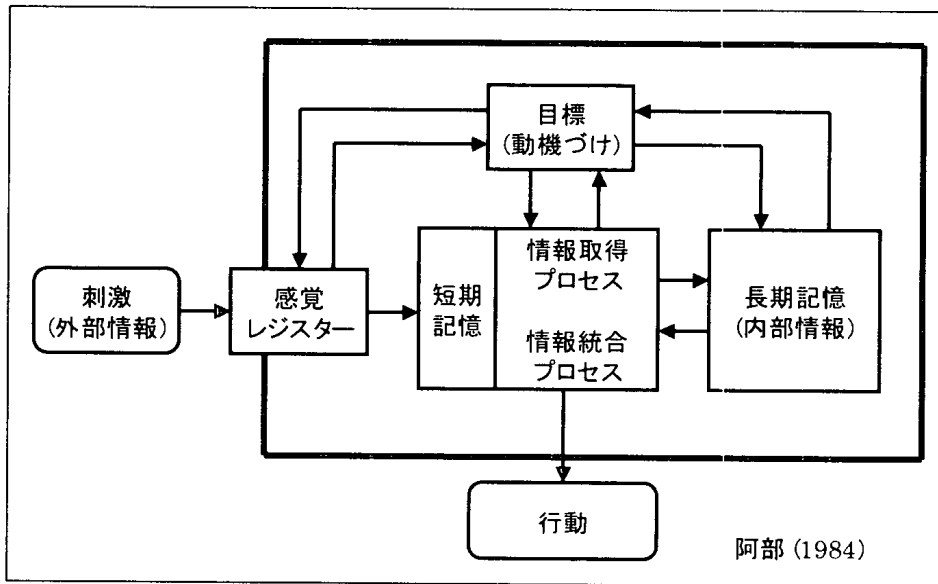 目標
(動機づけ)
刺激
(外部情報)
感覚
レジスター
短期
記憶
情報取得
プロセス
情報統合
プロセス
長期記憶
(内部情報)
行動
阿部 (1984)